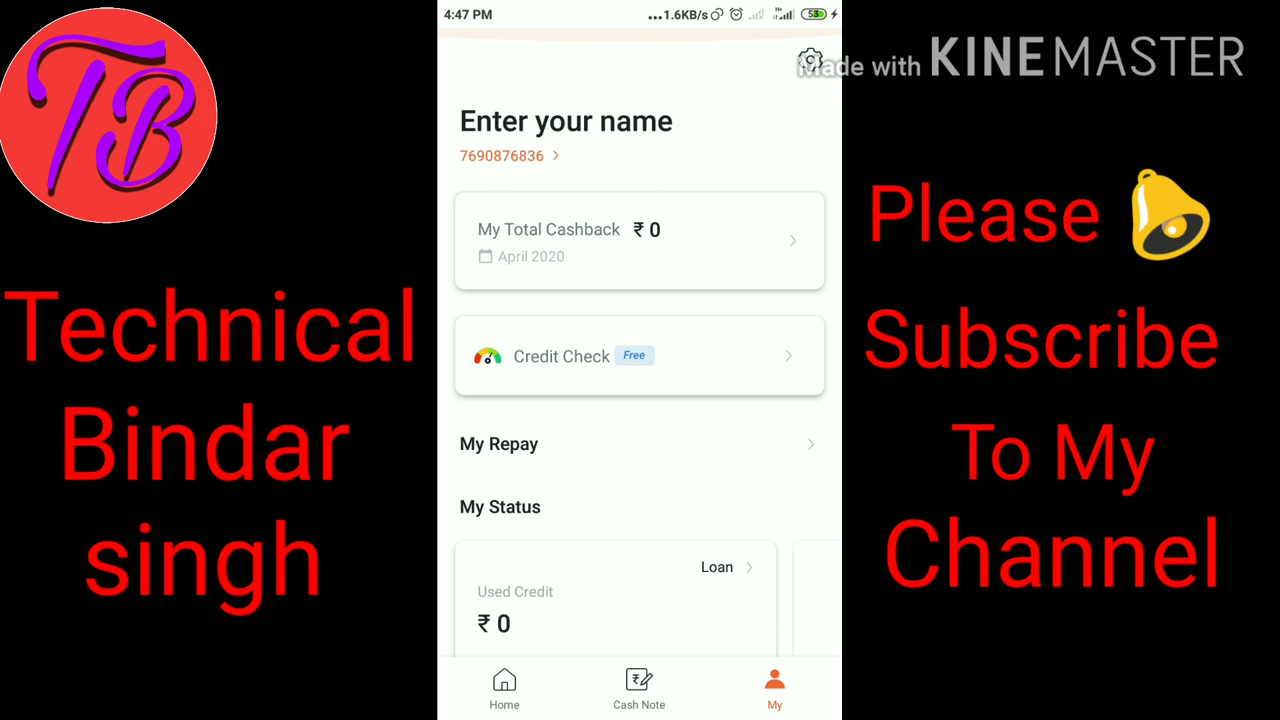 TB
Technical
Bindar
singh
4:47 PM
...1.6KB/s
53
Made with KINEMASTER
Enter your name
7690876836 >
My Total Cashback ₹ 0
April 2020
Credit Check Free
My Repay
My Status
Loan
Used Credit
₹ 0
Home
Cash Note
My
Please
Subscribe
To My
Channel